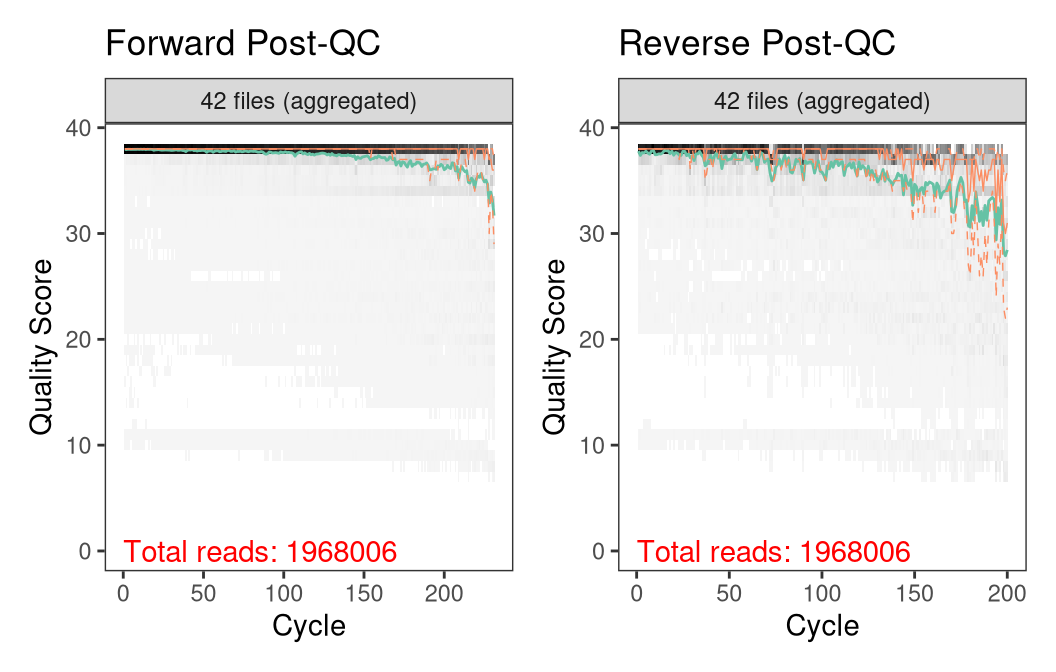 Forward Post-QC
42 files (aggregated)
Quality Score
40
30
20
10
0
Total reads: 1968006
0 50 100 150 200
Cycle
Reverse Post-QC
42 files (aggregated)
Quality Score
40
30
20
10
0
Total reads: 1968006
0 50 100 150 200
Cycle